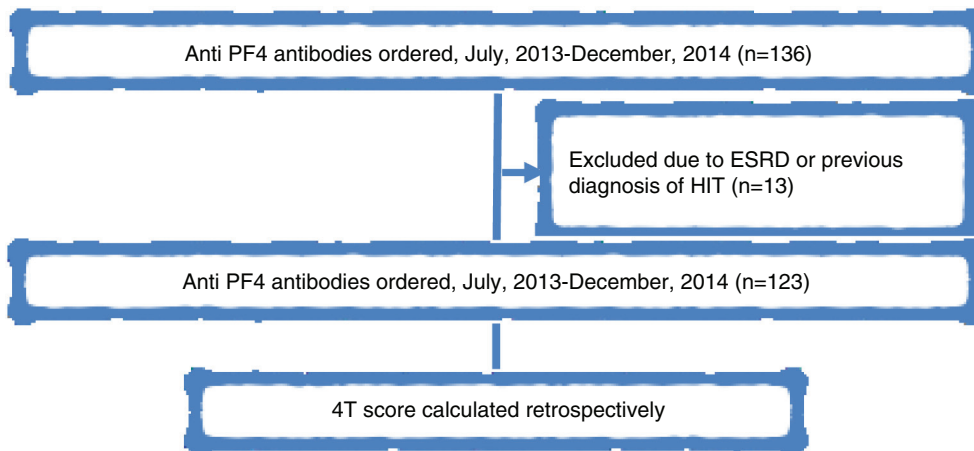 Anti PF4 antibodies ordered, July, 2013-December, 2014 (n=136)
Excluded due to ESRD or previous
diagnosis of HIT (n=13)
Anti PF4 antibodies ordered, July, 2013-December, 2014 (n=123)
4T score calculated retrospectively